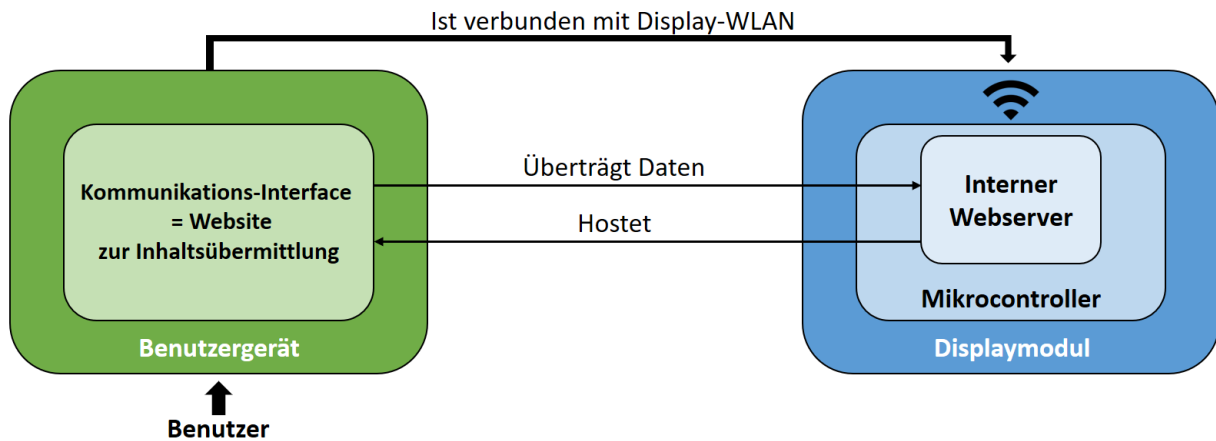 Ist verbunden mit Display-WLAN
Kommunikations-Interface
= Website
zur Inhaltsübermittlung
Benutzergerät
Benutzer
Überträgt Daten
Hostet
Interner
Webserver
Mikrocontroller
Displaymodul